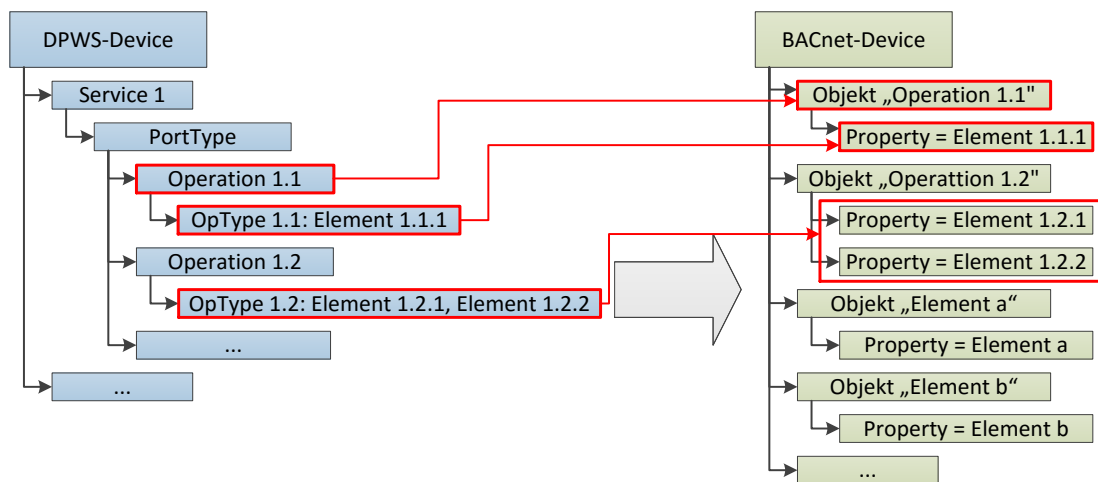 DPWS-Device
Service 1
PortType
Operation 1.1
OpType 1.1: Element 1.1.1
Operation 1.2
OpType 1.2: Element 1.2.1, Element 1.2.2
...
...
BACnet-Device
Objekt „Operation 1.1"
Property = Element 1.1.1
Objekt „Operattion 1.2"
Property = Element 1.2.1
Property = Element 1.2.2
Objekt „Element a“
Property = Element a
Objekt „Element b“
Property = Element b
...